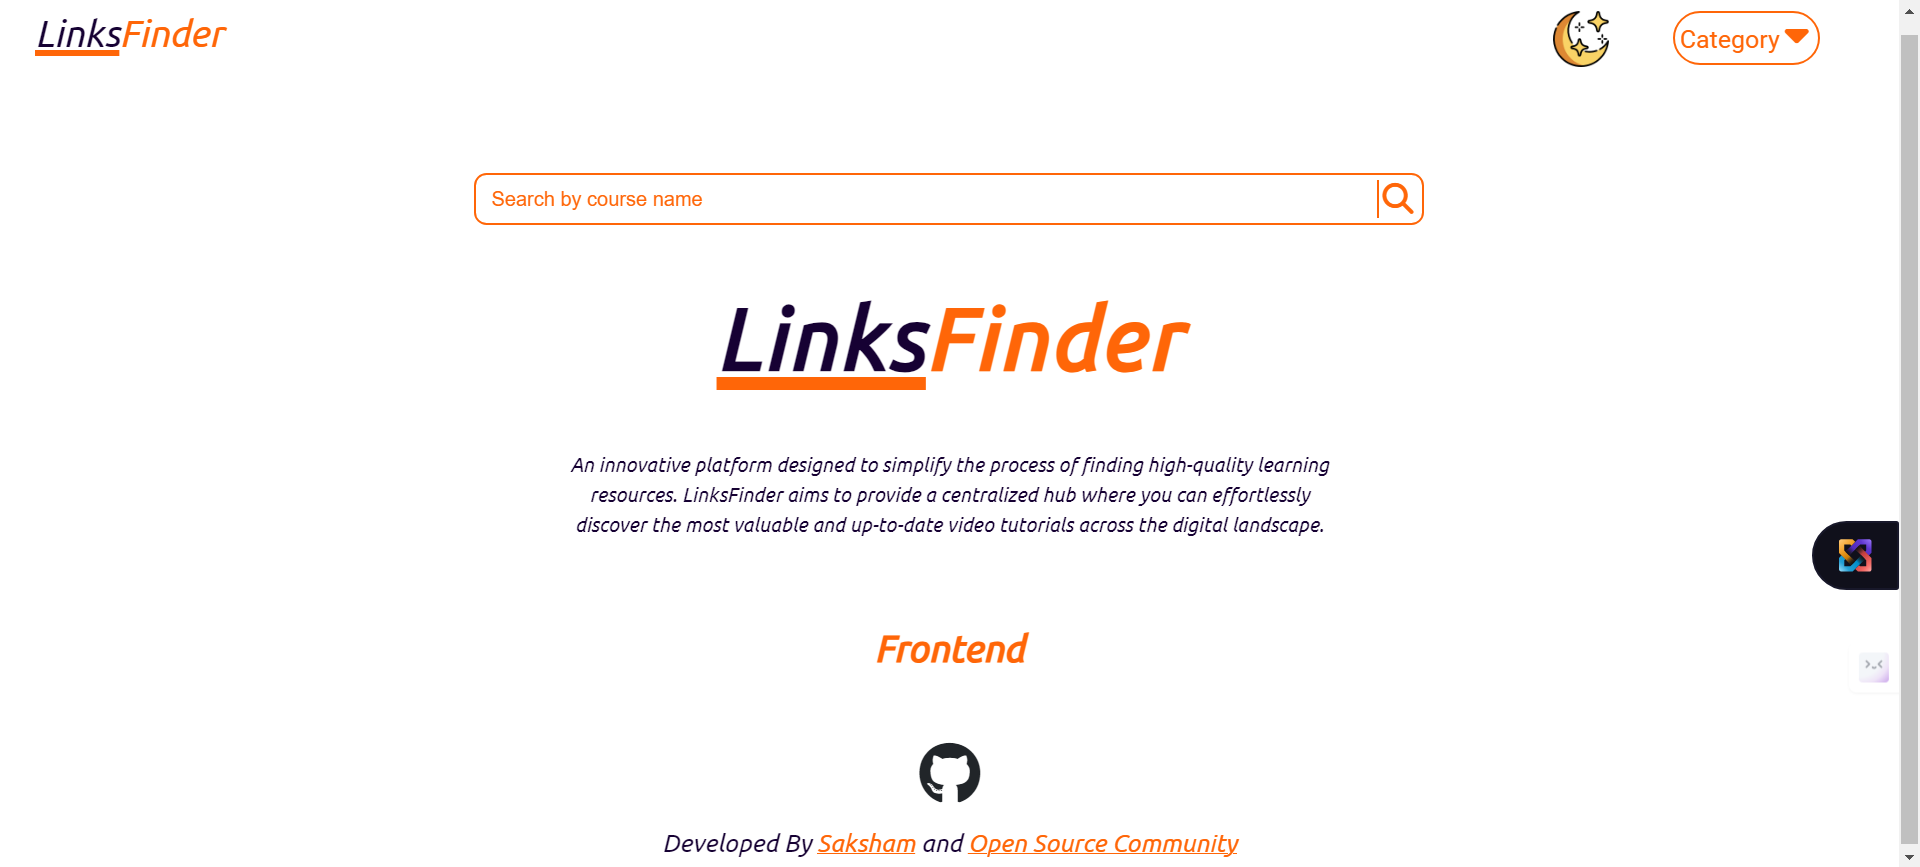 LinksFinder
Category
Search by course name
LinksFinder
An innovative platform designed to simplify the process of finding high-quality learning
resources. LinksFinder aims to provide a centralized hub where you can effortlessly
discover the most valuable and up-to-date video tutorials across the digital landscape.
Frontend
Developed By Saksham and Open Source Community